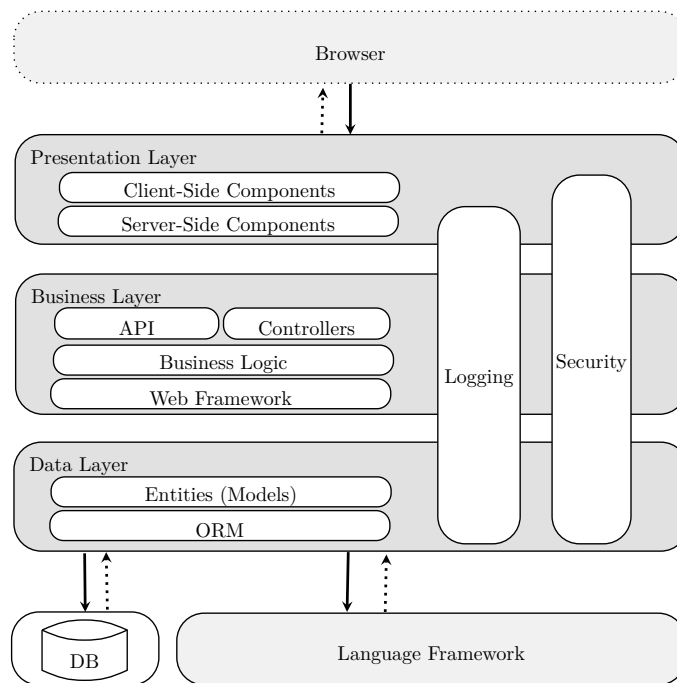 Browser
Presentation Layer
Client-Side Components
Server-Side Components
Business Layer
API
Controllers
Business Logic
Web Framework
Logging
Security
Data Layer
Entities (Models)
ORM
DB
Language Framework